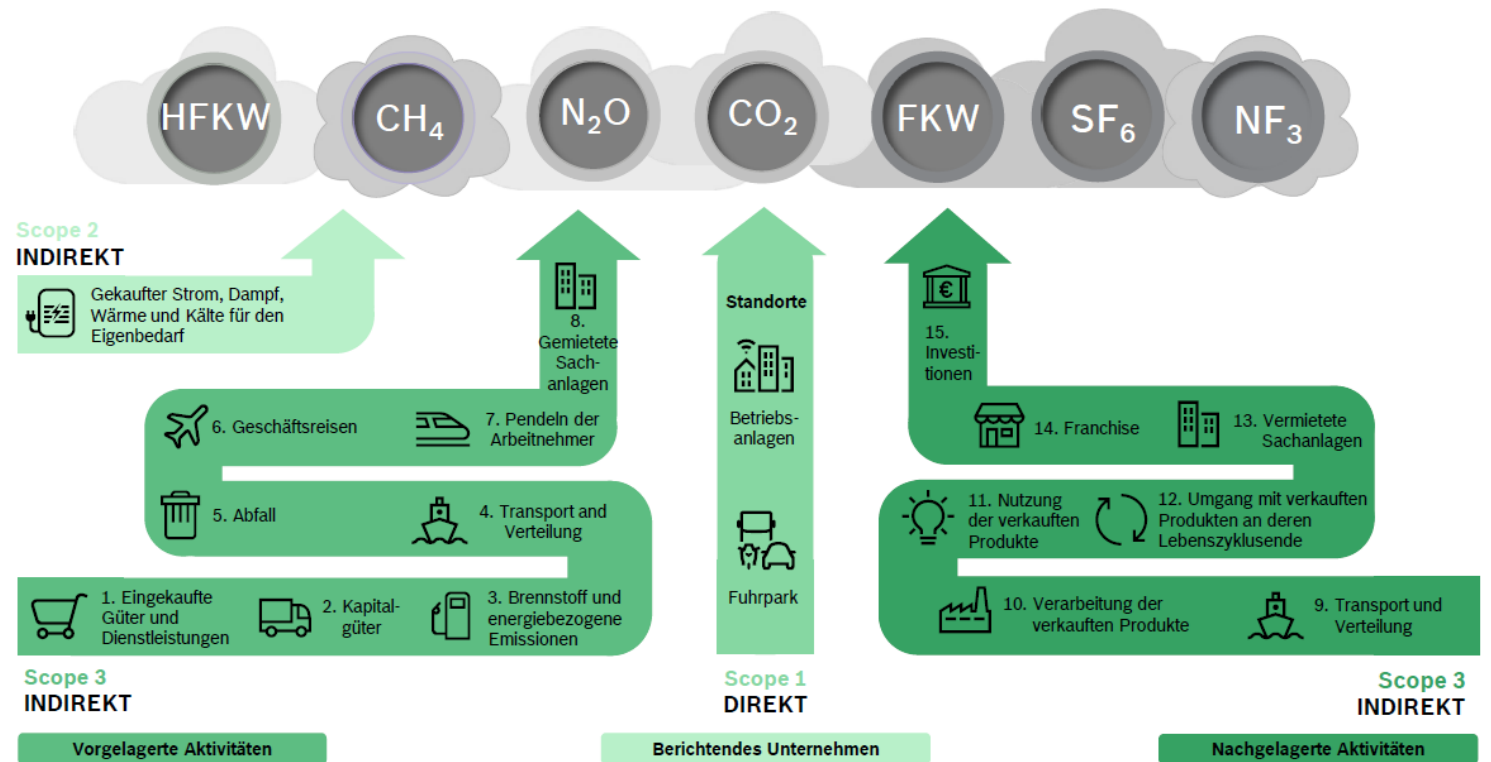 HFKW
CH₄
N₂O
CO₂
FKW
SF₆
NF₃
Scope 2
INDIREKT
Gekaufter Strom, Dampf,
Wärme und Kälte für den
Eigenbedarf
8.
Gemietete
Sach-
anlagen
6. Geschäftsreisen
7. Pendeln der
Arbeitnehmer
5. Abfall
4. Transport and
Verteilung
1. Eingekaufte
Güter und
Dienstleistungen
2. Kapital-
güter
3. Brennstoff und
energiebezogene
Emissionen
Scope 3
INDIREKT
Vorgelagerte Aktivitäten
Standorte
Betriebs-
anlagen
Fuhrpark
Scope 1
DIREKT
Berichtendes Unternehmen
15.
Investi-
tionen
14. Franchise
13. Vermietete
Sachanlagen
11. Nutzung
der verkauften
Produkte
12. Umgang mit verkauften
Produkten an deren
Lebenszyklusende
10. Verarbeitung der
verkauften Produkte
9. Transport und
Verteilung
Scope 3
INDIREKT
Nachgelagerte Aktivitäten